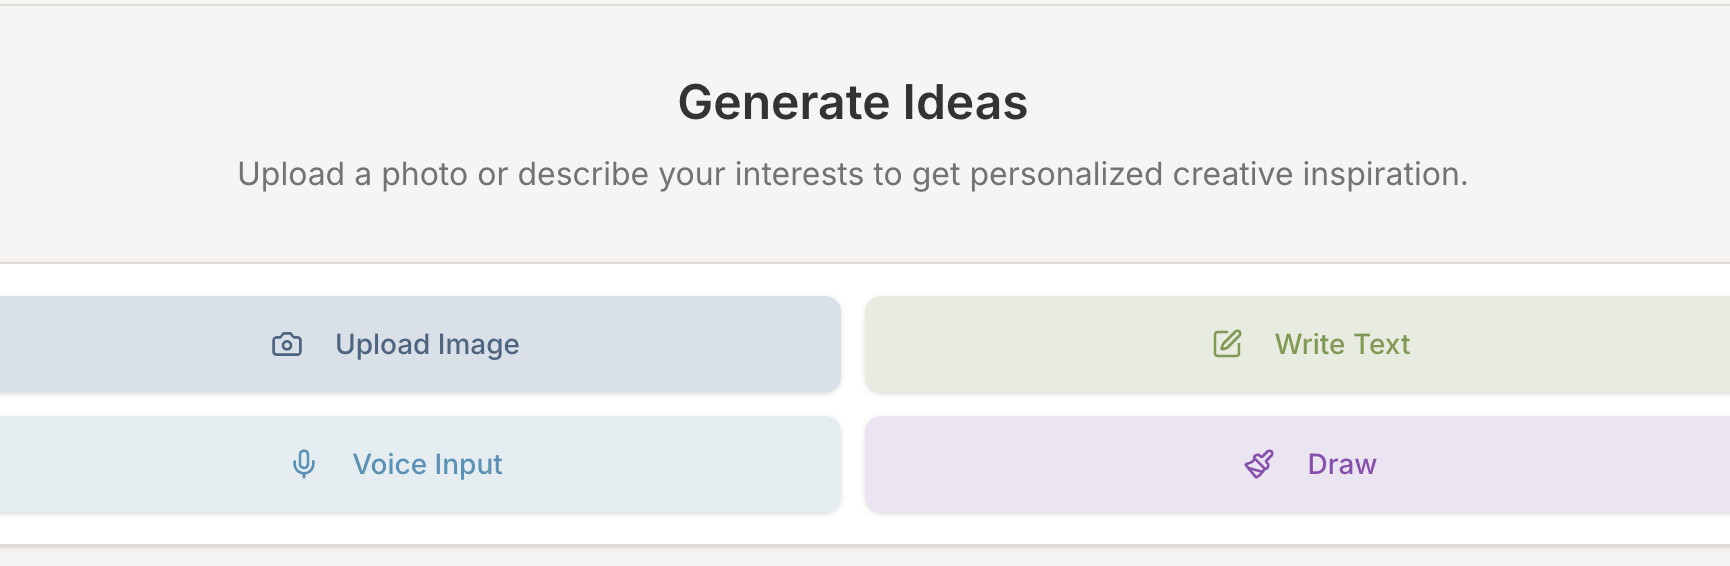 Generate Ideas
Upload a photo or describe your interests to get personalized creative inspiration.
Upload Image
Write Text
Voice Input
Draw